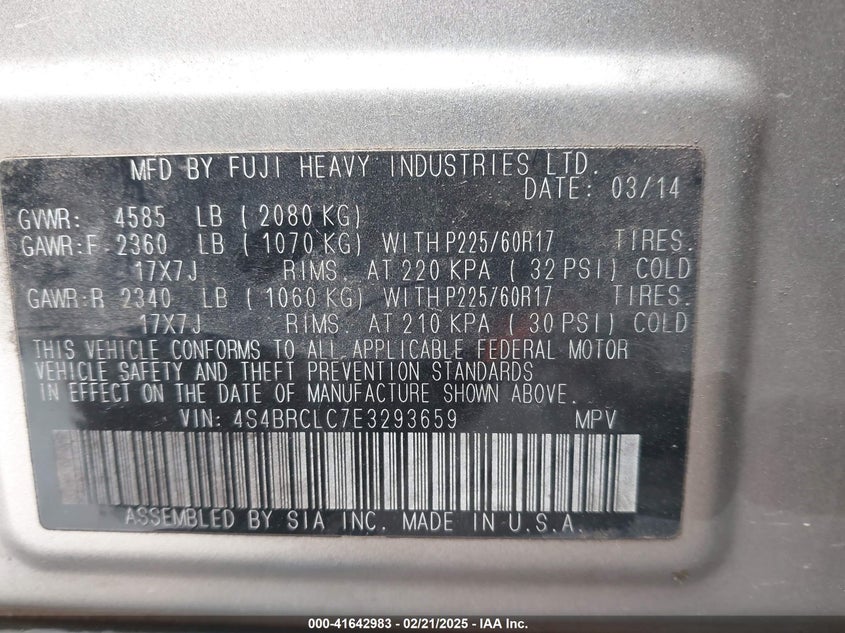 MFD BY FUJI HEAVY INDUSTRIES LTD.
DATE: 03/14
GVWR: 4585 LB ( 2080 KG)
GAWR:F 2360 LB ( 1070 KG) WITH P225/60R17 TIRES.
17X7J RIMS. AT 220 KPA ( 32 PSI) COLD
GAWR:R 2340 LB ( 1060 KG) WITH P225/60R17 TIRES.
17X7J RIMS. AT 210 KPA ( 30 PSI) COLD
THIS VEHICLE CONFORMS TO ALL APPLICABLE FEDERAL MOTOR
VEHICLE SAFETY AND THEFT PREVENTION STANDARDS
IN EFFECT ON THE DATE OF MANUFACTURE SHOWN ABOVE.
VIN: 4S4BRCLC7E3293659 MPV
ASSEMBLED BY SIA INC. MADE IN U.S.A.
000-41642983 - 02/21/2025 - IAA Inc.